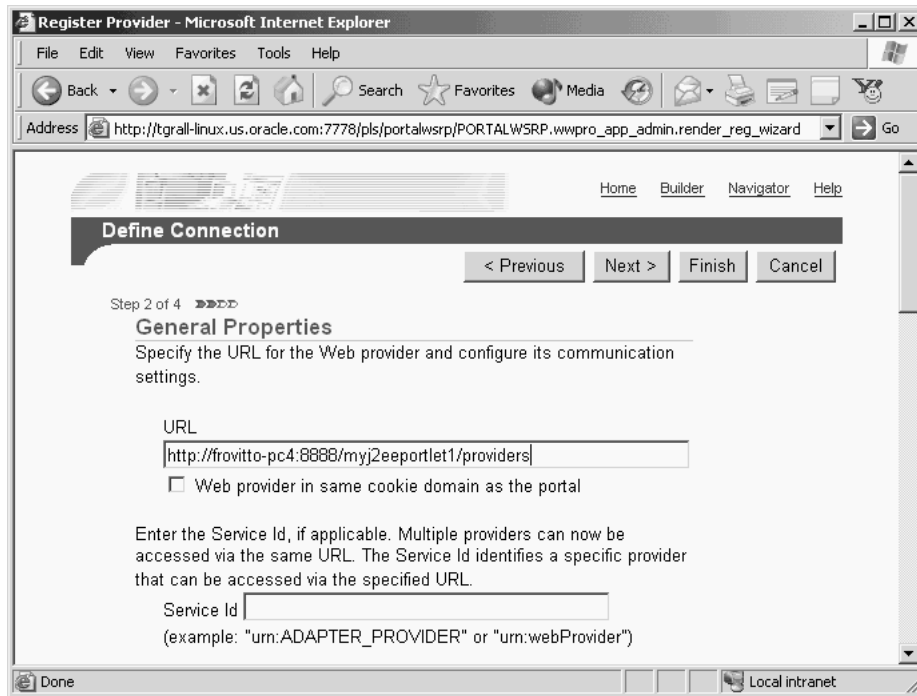 Register Provider - Microsoft Internet Explorer
File Edit View Favorites Tools Help
Back Search Favorites Media
Address http://tgrall-linux.us.oracle.com:7778/pls/portalwsrp/PORTALWSRP.wwpro_app_admin.render_reg_wizard Go
Home Builder Navigator Help
Define Connection
< Previous Next > Finish Cancel
Step 2 of 4
General Properties
Specify the URL for the Web provider and configure its communication
settings.
URL
http://frovitto-pc4:8888/myj2eeportlet1/providers
Web provider in same cookie domain as the portal
Enter the Service Id, if applicable. Multiple providers can now be
accessed via the same URL. The Service Id identifies a specific provider
that can be accessed via the specified URL.
Service Id
(example: "urn:ADAPTER_PROVIDER" or "urn:webProvider")
Done Local intranet